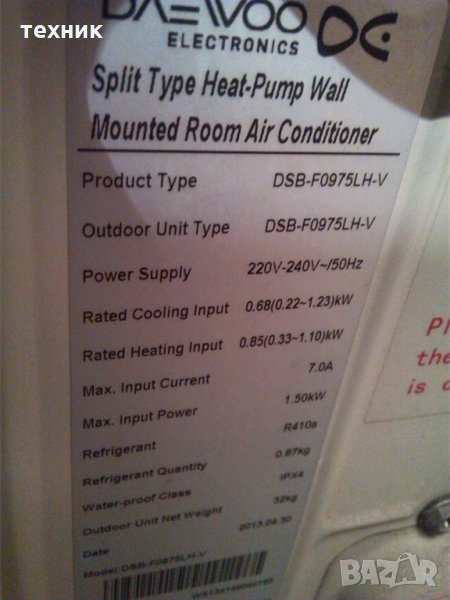 техник
DAEWOO
ELECTRONICS
Split Type Heat-Pump Wall
Mounted Room Air Conditioner
Product Type DSB-F0975LH-V
Outdoor Unit Type DSB-F0975LH-V
Power Supply 220V-240V~/50Hz
Rated Cooling Input 0.68(0.22~1.23)kW
Rated Heating Input 0.85(0.33~1.10)kW
Max. Input Current 7.0A
Max. Input Power 1.50kW
Refrigerant R410a
Refrigerant Quantity 0.87kg
Water-proof Class IPX4
Outdoor Unit Net Weight 32kg
Date 2013.04.30
Model:DSB-F0975LH-V
the
is
BAZAR